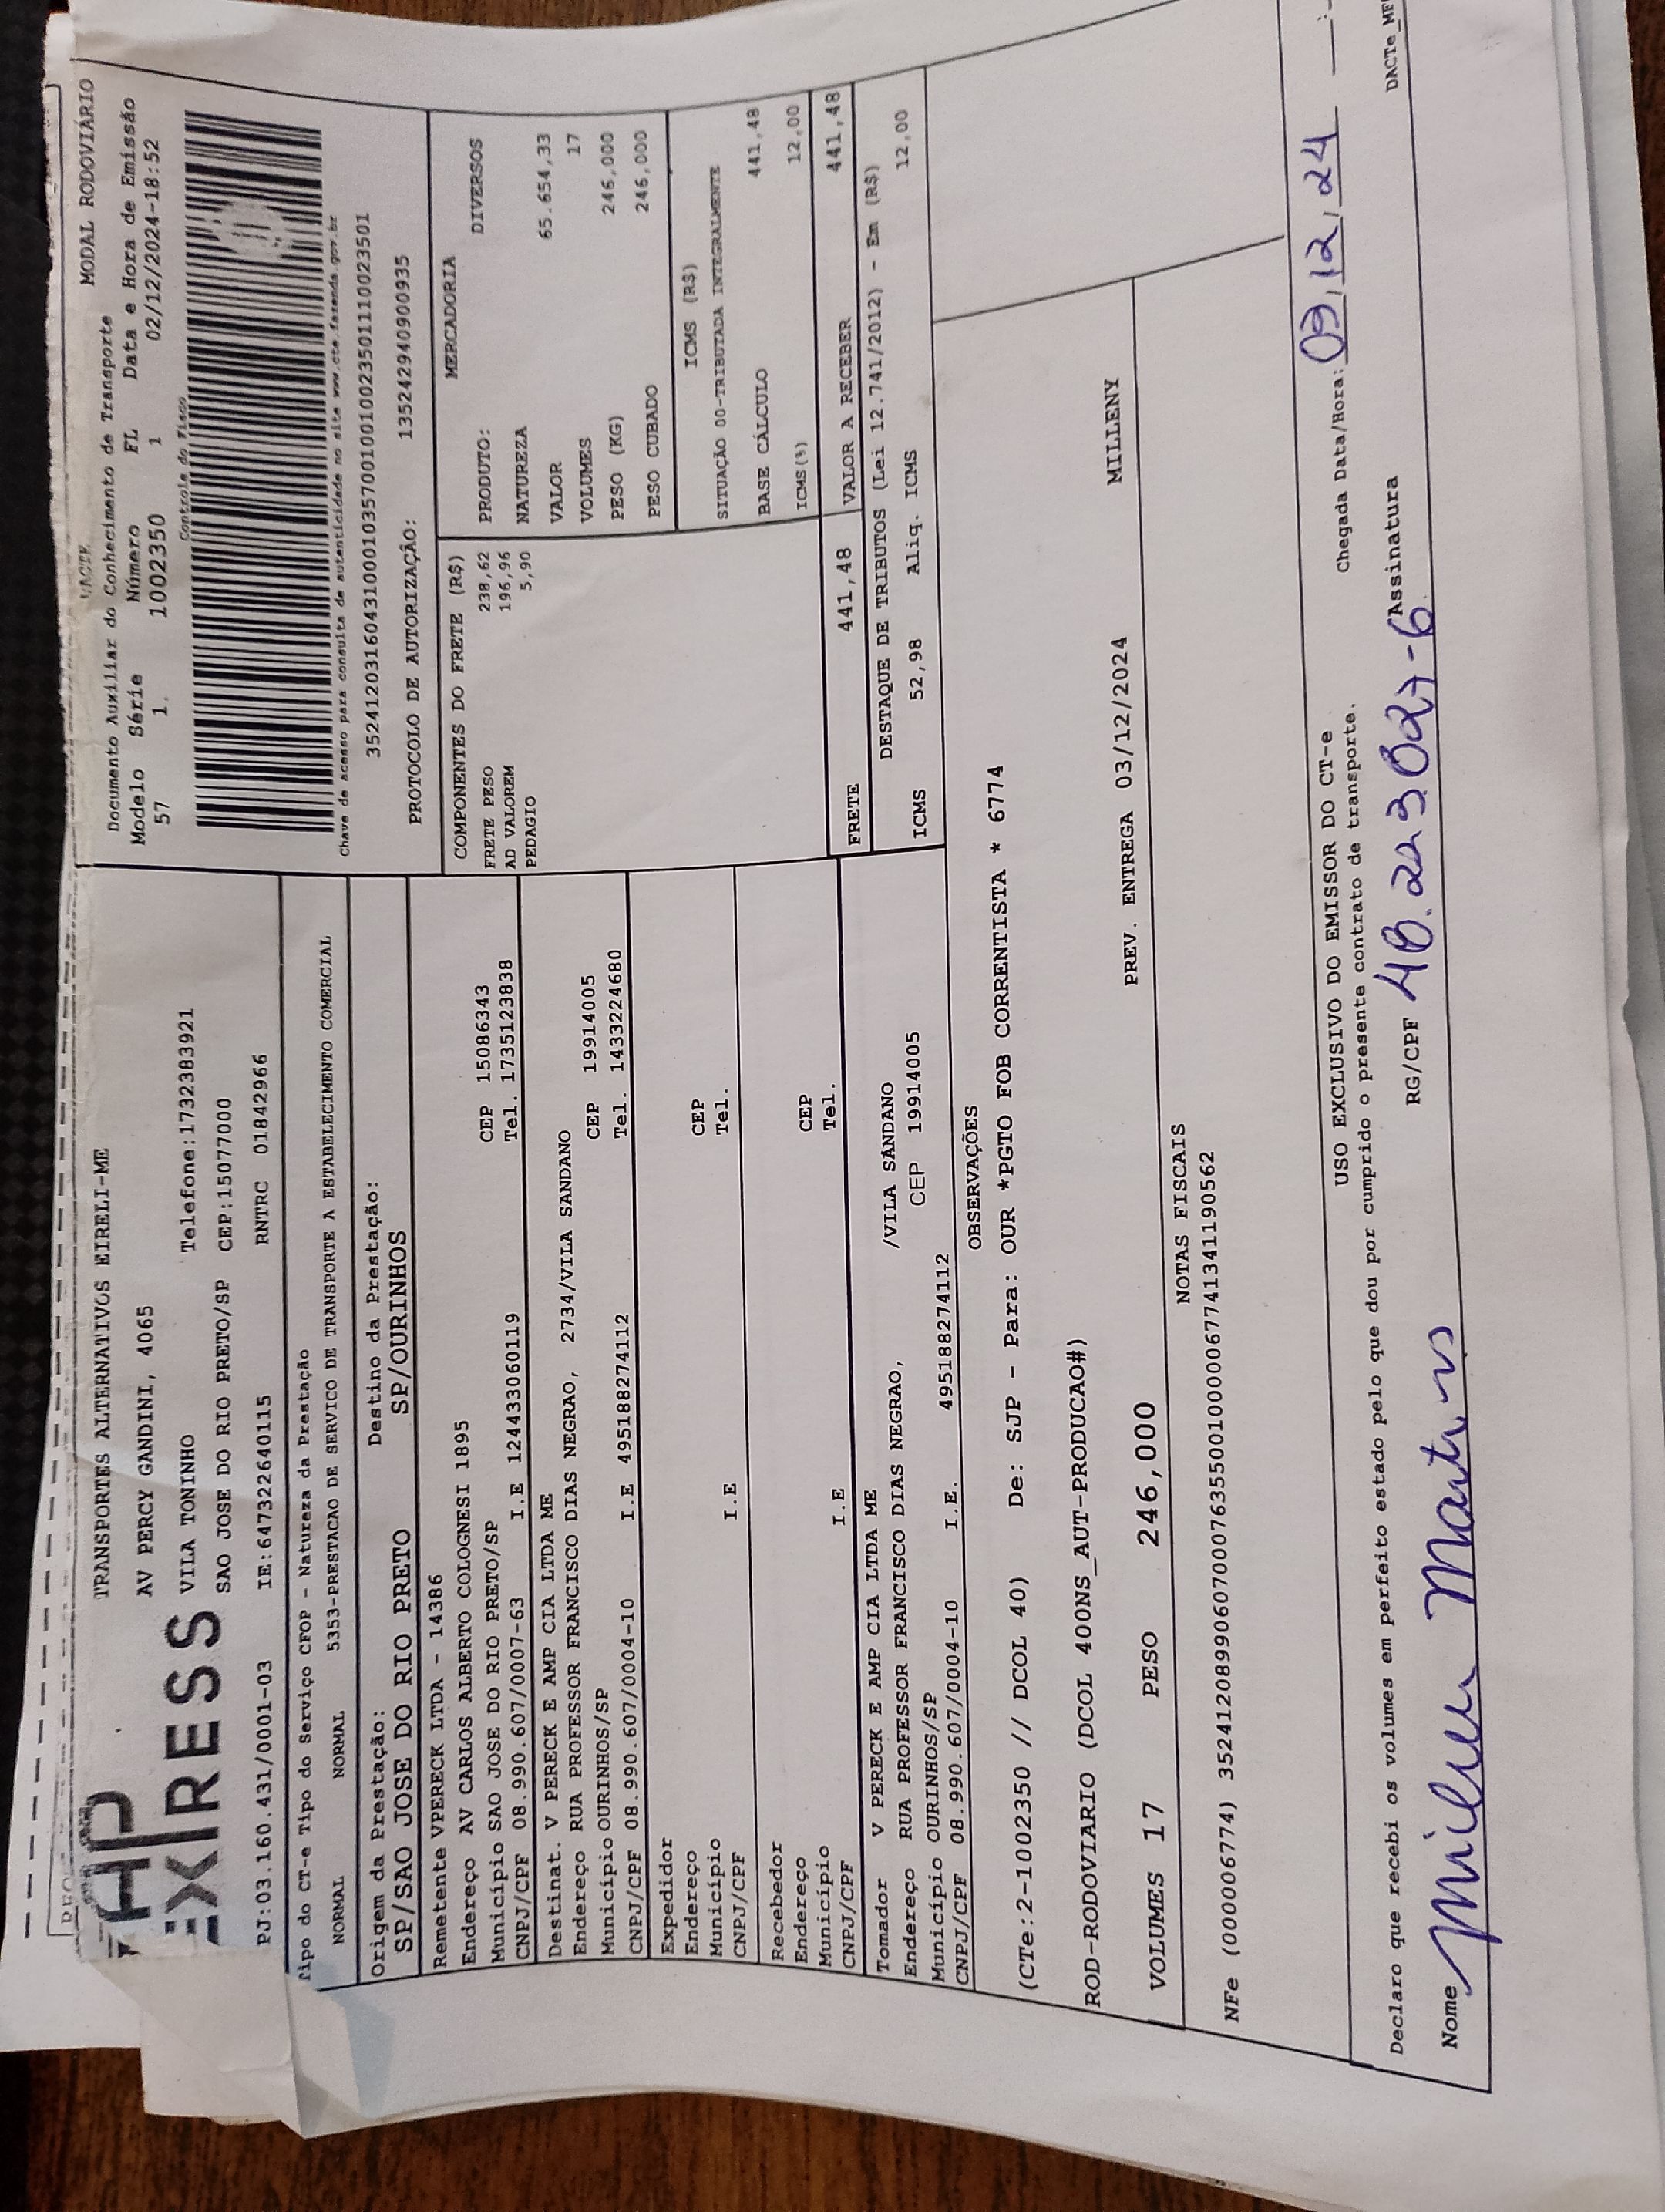 DACTE
TAP
EXPRESS
TRANSPORTES ALTERNATIVOS EIRELI-ME
AV PERCY GANDINI, 4065
VILA TONINHO Telefone:1732383921
SAO JOSE DO RIO PRETO/SP CEP:15077000
PJ:03.160.431/0001-03 IE:647322640115 RNTRC 01842966
MODAL RODOVIÁRIO
Documento Auxiliar do Conhecimento de Transporte
Modelo Série Número FL Data e Hora de Emissão
57 1. 1002350 1 02/12/2024-18:52
Controle do Fisco
Chave de acesso para consulta de autenticidade no site www.cte.fazenda.gov.br
35241203160431000103570010010023501110023501
PROTOCOLO DE AUTORIZAÇÃO: 135242940900935
Tipo do CT-e Tipo do Serviço CFOP - Natureza da Prestação
NORMAL NORMAL 5353-PRESTACAO DE SERVICO DE TRANSPORTE A ESTABELECIMENTO COMERCIAL
Origem da Prestação: Destino da Prestação:
SP/SAO JOSE DO RIO PRETO SP/OURINHOS
Remetente VPERECK LTDA - 14386
Endereço AV CARLOS ALBERTO COLOGNESI 1895 CEP 15086343
Município SAO JOSE DO RIO PRETO/SP Tel. 1735123838
CNPJ/CPF 08.990.607/0007-63 I.E 124433060119
Destinat. V PERECK E AMP CIA LTDA ME
Endereço RUA PROFESSOR FRANCISCO DIAS NEGRAO, 2734/VILA SANDANO
Município OURINHOS/SP CEP 19914005
CNPJ/CPF 08.990.607/0004-10 I.E 495188274112 Tel. 1433224680
Expedidor
Endereço
Município CEP
CNPJ/CPF I.E Tel.
Recebedor
Endereço
Município CEP
CNPJ/CPF I.E Tel.
Tomador V PERECK E AMP CIA LTDA ME
Endereço RUA PROFESSOR FRANCISCO DIAS NEGRAO, /VILA SANDANO
Município OURINHOS/SP CEP 19914005
CNPJ/CPF 08.990.607/0004-10 I.E. 495188274112
COMPONENTES DO FRETE (R$)
FRETE PESO 238,62
AD VALOREM 196,96
PEDAGIO 5,90
MERCADORIA
PRODUTO: DIVERSOS
NATUREZA
VALOR 65.654,33
VOLUMES 17
PESO (KG) 246,000
PESO CUBADO 246,000
ICMS (R$)
SITUAÇÃO 00-TRIBUTADA INTEGRALMENTE
BASE CÁLCULO 441,48
ICMS(%) 12,00
FRETE 441,48 VALOR A RECEBER 441,48
DESTAQUE DE TRIBUTOS (Lei 12.741/2012) - Em (R$)
ICMS 52,98 Aliq. ICMS 12,00
OBSERVAÇÕES
(CTe:2-1002350 // DCOL 40) De: SJP - Para: OUR *PGTO FOB CORRENTISTA * 6774
ROD-RODOVIARIO (DCOL 400NS_AUT-PRODUCAO#)
VOLUMES 17 PESO 246,000 PREV. ENTREGA 03/12/2024 MILLENY
NOTAS FISCAIS
NFe (000006774) 35241208990607000763550010000067741341190562
USO EXCLUSIVO DO EMISSOR DO CT-e
Declaro que recebi os volumes em perfeito estado pelo que dou por cumprido o presente contrato de transporte.
Chegada Data/Hora: 03/12/24 __:_
Nome Martins RG/CPF Assinatura
DACTe_ME